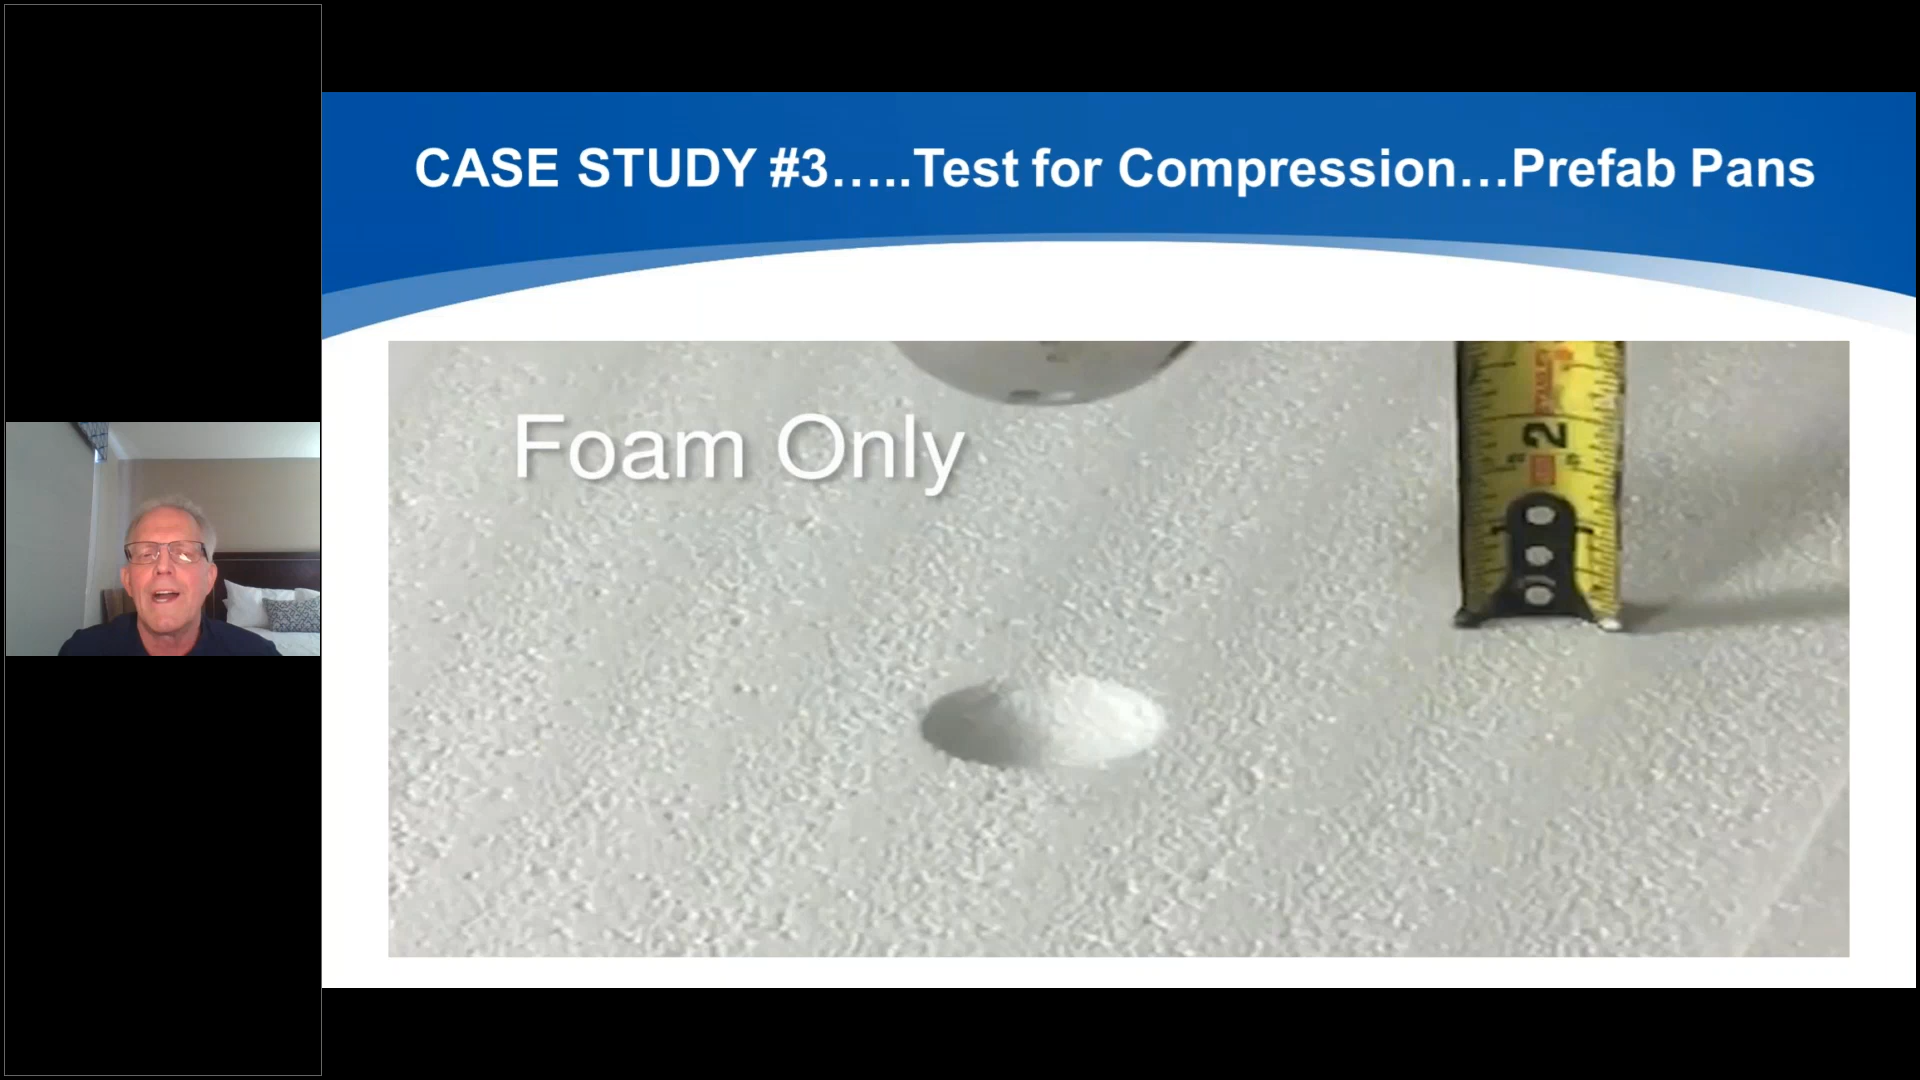 CASE STUDY #3…..Test for Compression…Prefab Pans
Foam Only
2